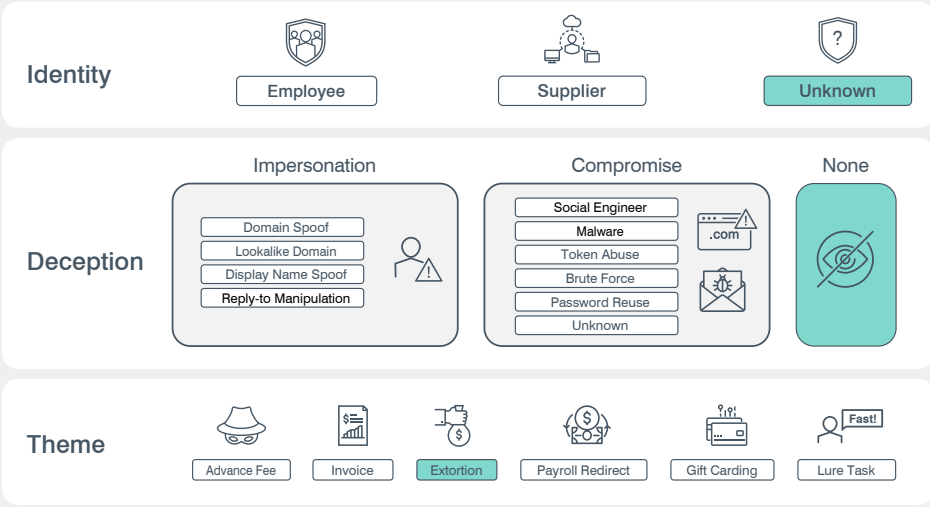 Identity
?
Employee
Supplier
Unknown
Deception
Impersonation
Domain Spoof
Lookalike Domain
Display Name Spoof
Reply-to Manipulation
!
Compromise
Social Engineer
Malware
Token Abuse
Brute Force
Password Reuse
Unknown
!
.com
None
Theme
$
$
$
Fast!
Advance Fee
Invoice
Extortion
Payroll Redirect
Gift Carding
Lure Task